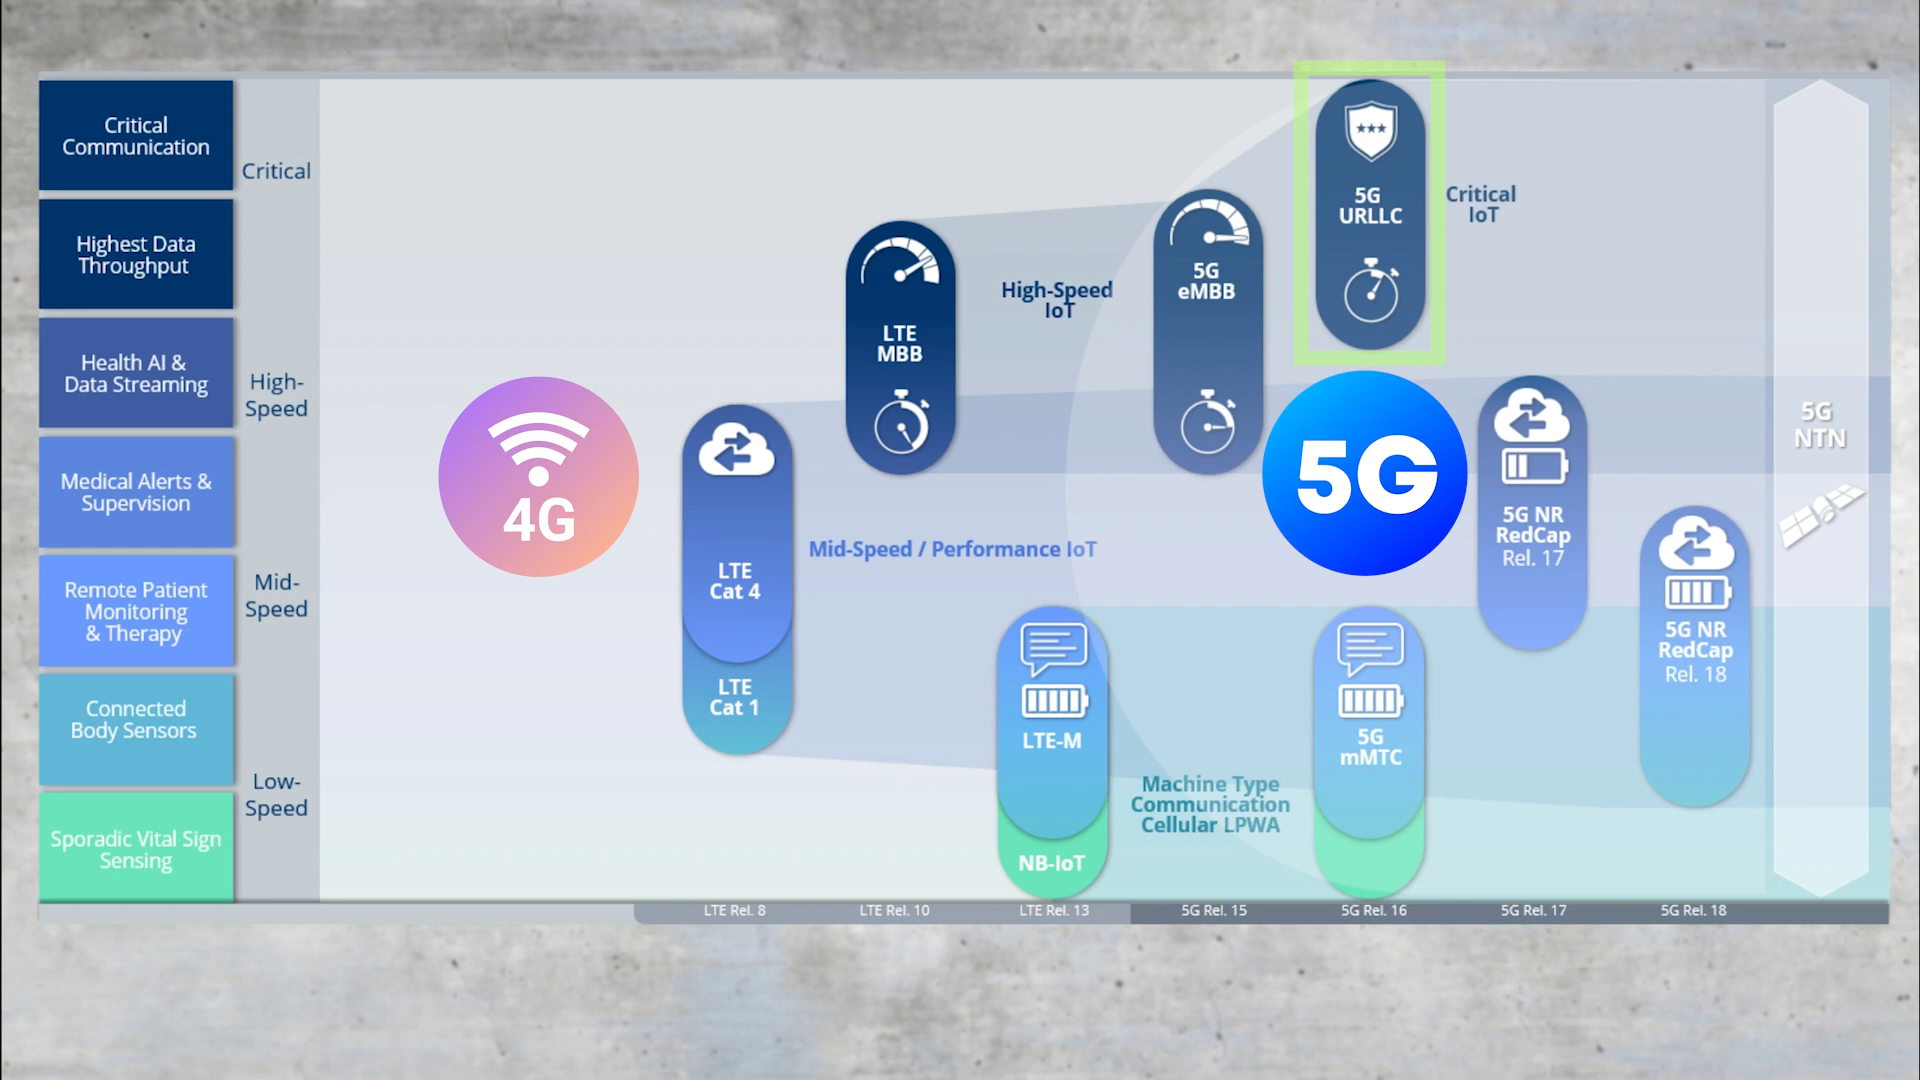 Critical
Communication
Highest Data
Throughput
Health AI &
Data Streaming
Medical Alerts &
Supervision
Remote Patient
Monitoring
& Therapy
Connected
Body Sensors
Sporadic Vital Sign
Sensing
Critical
High-
Speed
Mid-
Speed
Low-
Speed
4G
LTE
Cat 4
LTE
Cat 1
LTE
MBB
High-Speed
IoT
Mid-Speed / Performance IoT
LTE-M
NB-IoT
Machine Type
Communication
Cellular LPWA
5G
eMBB
5G
URLLC
Critical
IoT
5G
5G
mMTC
5G NR
RedCap
Rel. 17
5G NR
RedCap
Rel. 18
5G
NTN
LTE Rel. 8
LTE Rel. 10
LTE Rel. 13
5G Rel. 15
5G Rel. 16
5G Rel. 17
5G Rel. 18